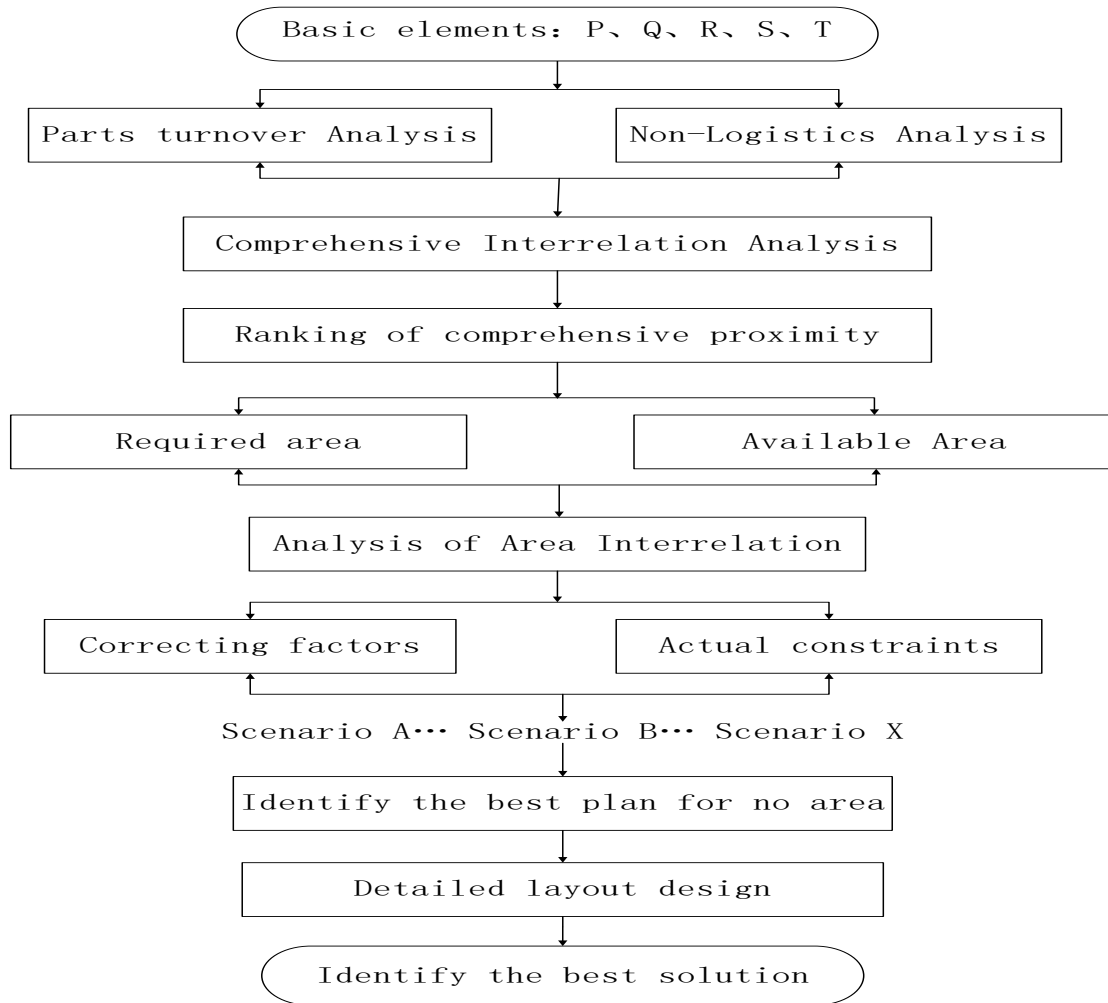 Basic elements: P、Q、R、S、T
Parts turnover Analysis
Non-Logistics Analysis
Comprehensive Interrelation Analysis
Ranking of comprehensive proximity
Required area
Available Area
Analysis of Area Interrelation
Correcting factors
Actual constraints
Scenario A··· Scenario B··· Scenario X
Identify the best plan for no area
Detailed layout design
Identify the best solution